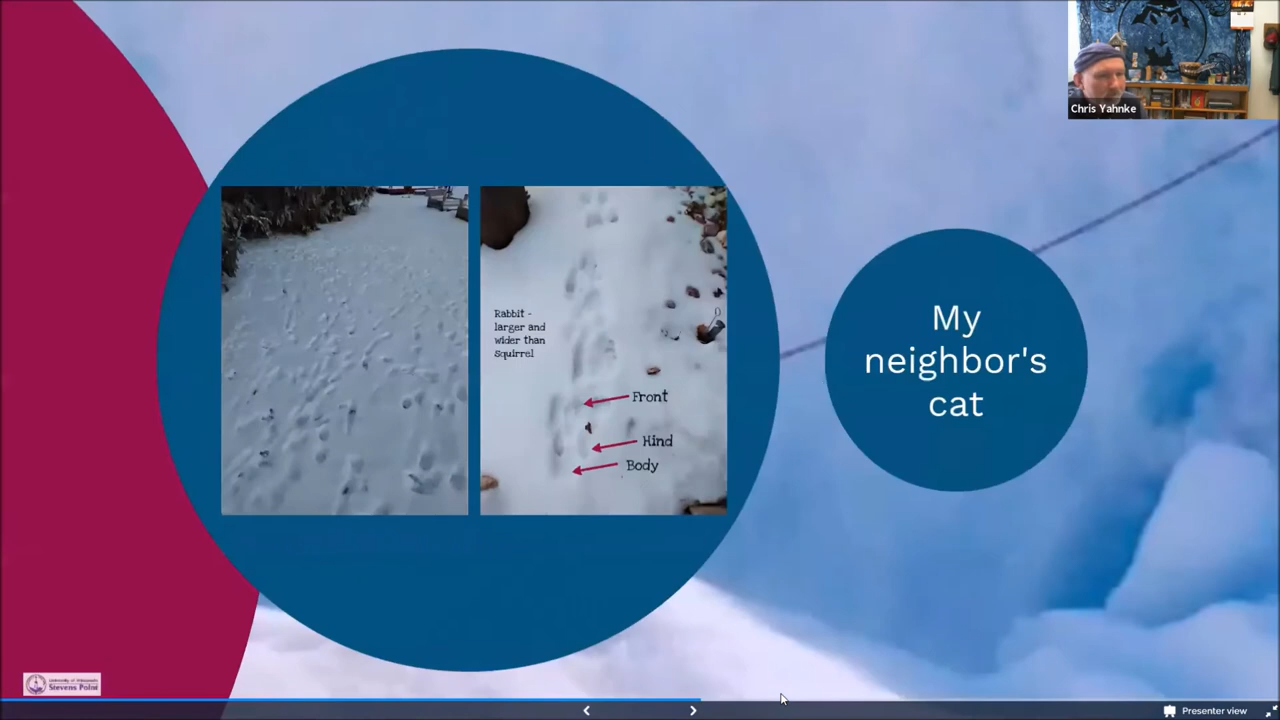 Chris Yahnke
Rabbit -
larger and
wider than
Squirrel
Front
Hind
Body
My
neighbor's
cat
Stevens Point
Presenter view